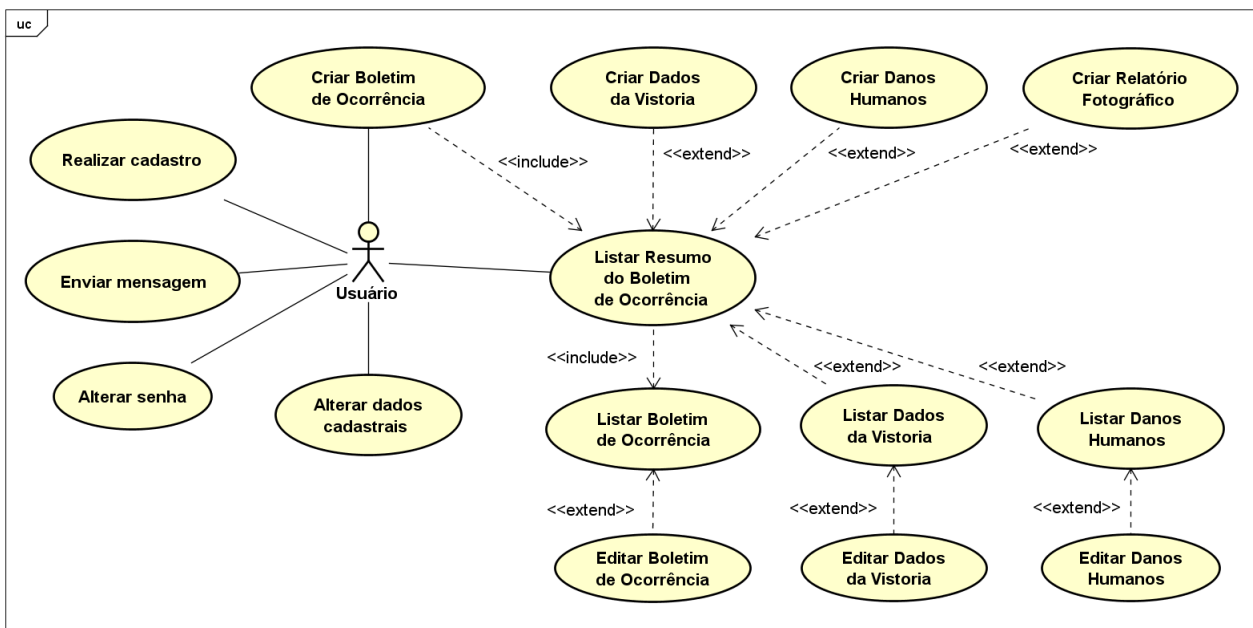 uc
Criar Boletim
de Ocorrência
Criar Dados
da Vistoria
Criar Danos
Humanos
Criar Relatório
Fotográfico
Realizar cadastro
<<include>>
<<extend>>
<<extend>>
<<extend>>
Enviar mensagem
Usuário
Listar Resumo
do Boletim
de Ocorrência
<<include>>
<<extend>>
<<extend>>
Alterar senha
Alterar dados
cadastrais
Listar Boletim
de Ocorrência
Listar Dados
da Vistoria
Listar Danos
Humanos
<<extend>>
<<extend>>
<<extend>>
Editar Boletim
de Ocorrência
Editar Dados
da Vistoria
Editar Danos
Humanos